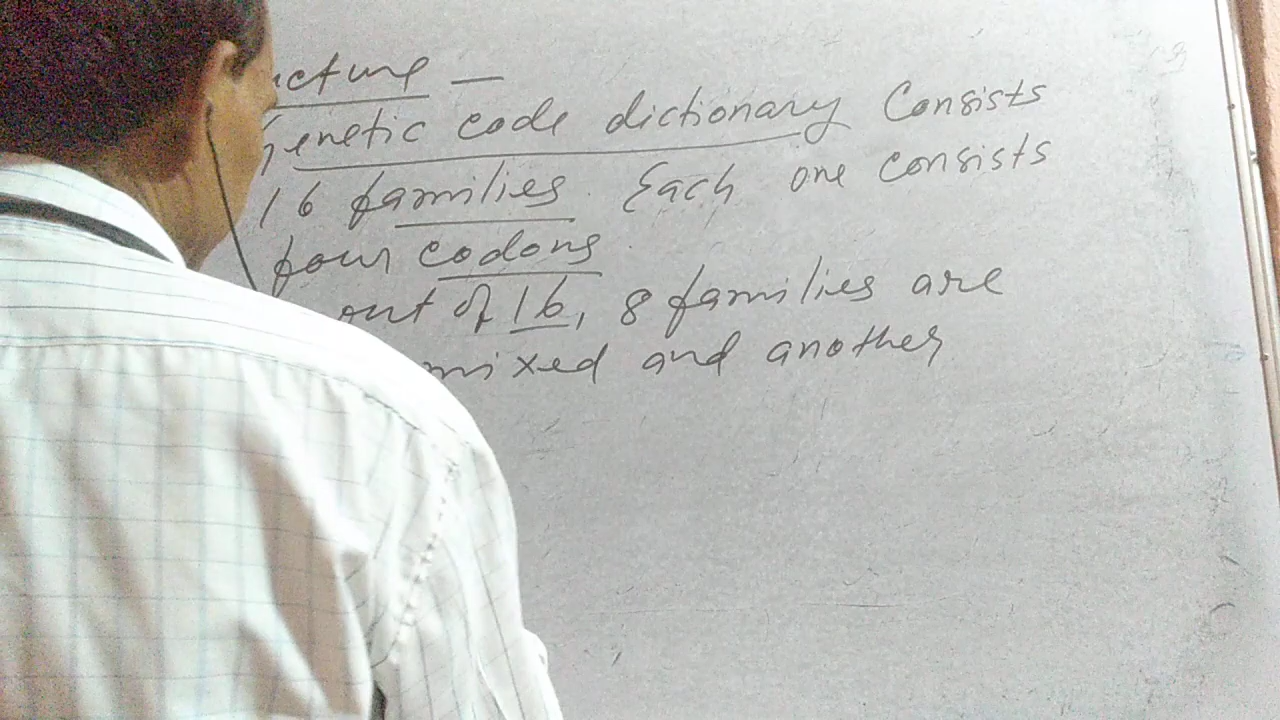 cture —
Genetic code dictionary Consists
16 families. Each one consists
four codons.
out of 16, 8 families are
mixed and another